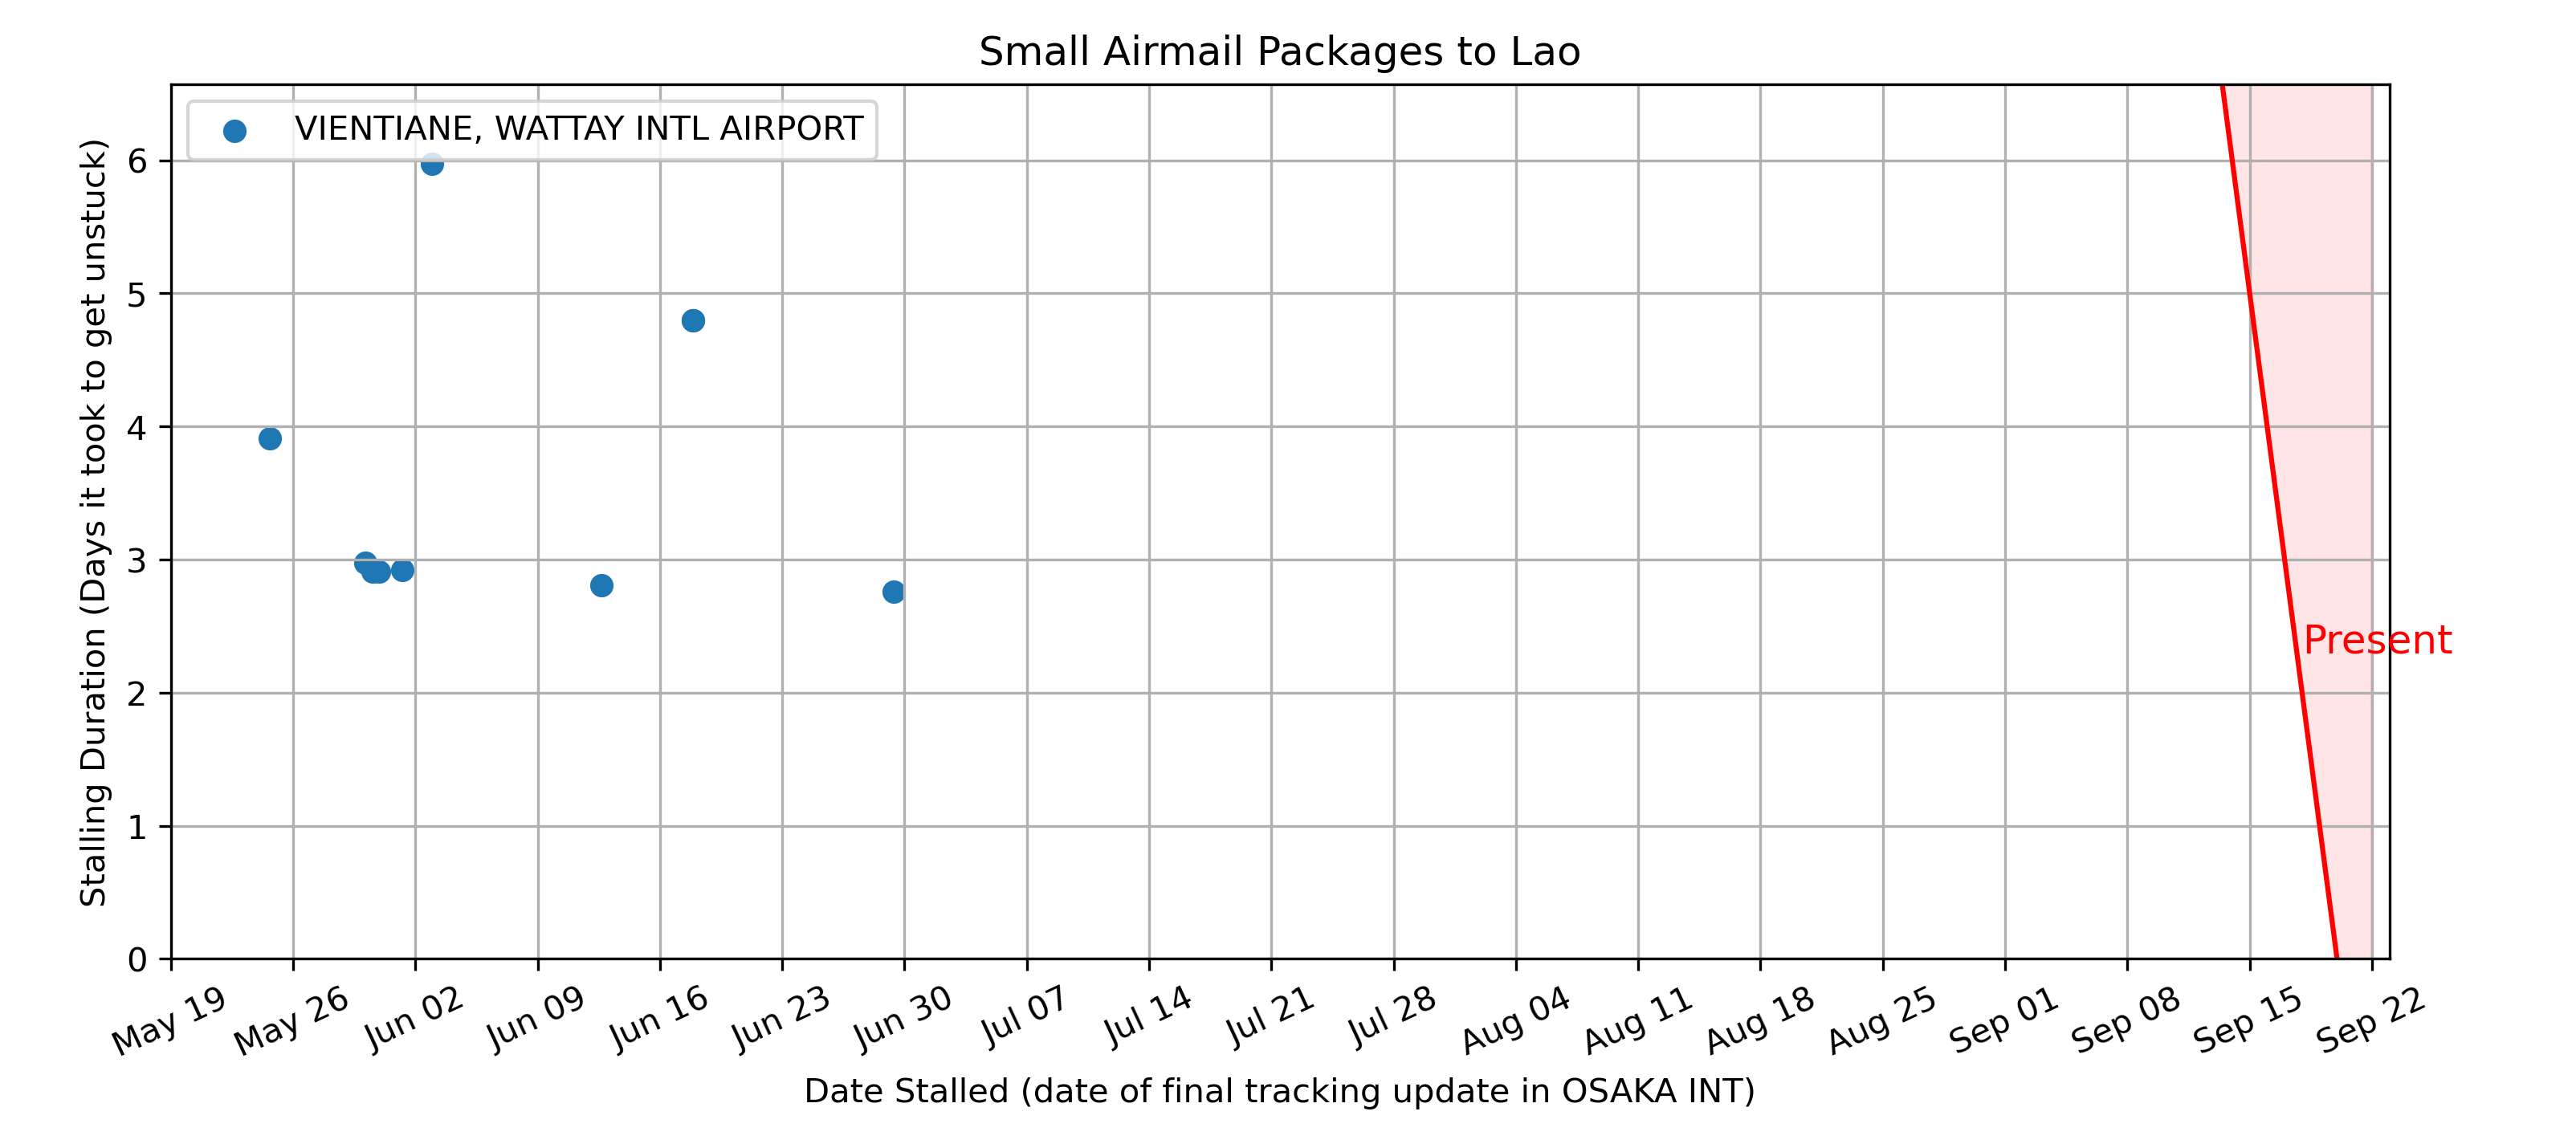 Small Airmail Packages to Lao
VIENTIANE, WATTAY INTL AIRPORT
Stalling Duration (Days it took to get unstuck)
6
5
4
3
2
1
0
Present
May 19
May 26
Jun 02
Jun 09
Jun 16
Jun 23
Jun 30
Jul 07
Jul 14
Jul 21
Jul 28
Aug 04
Aug 11
Aug 18
Aug 25
Sep 01
Sep 08
Sep 15
Sep 22
Date Stalled (date of final tracking update in OSAKA INT)